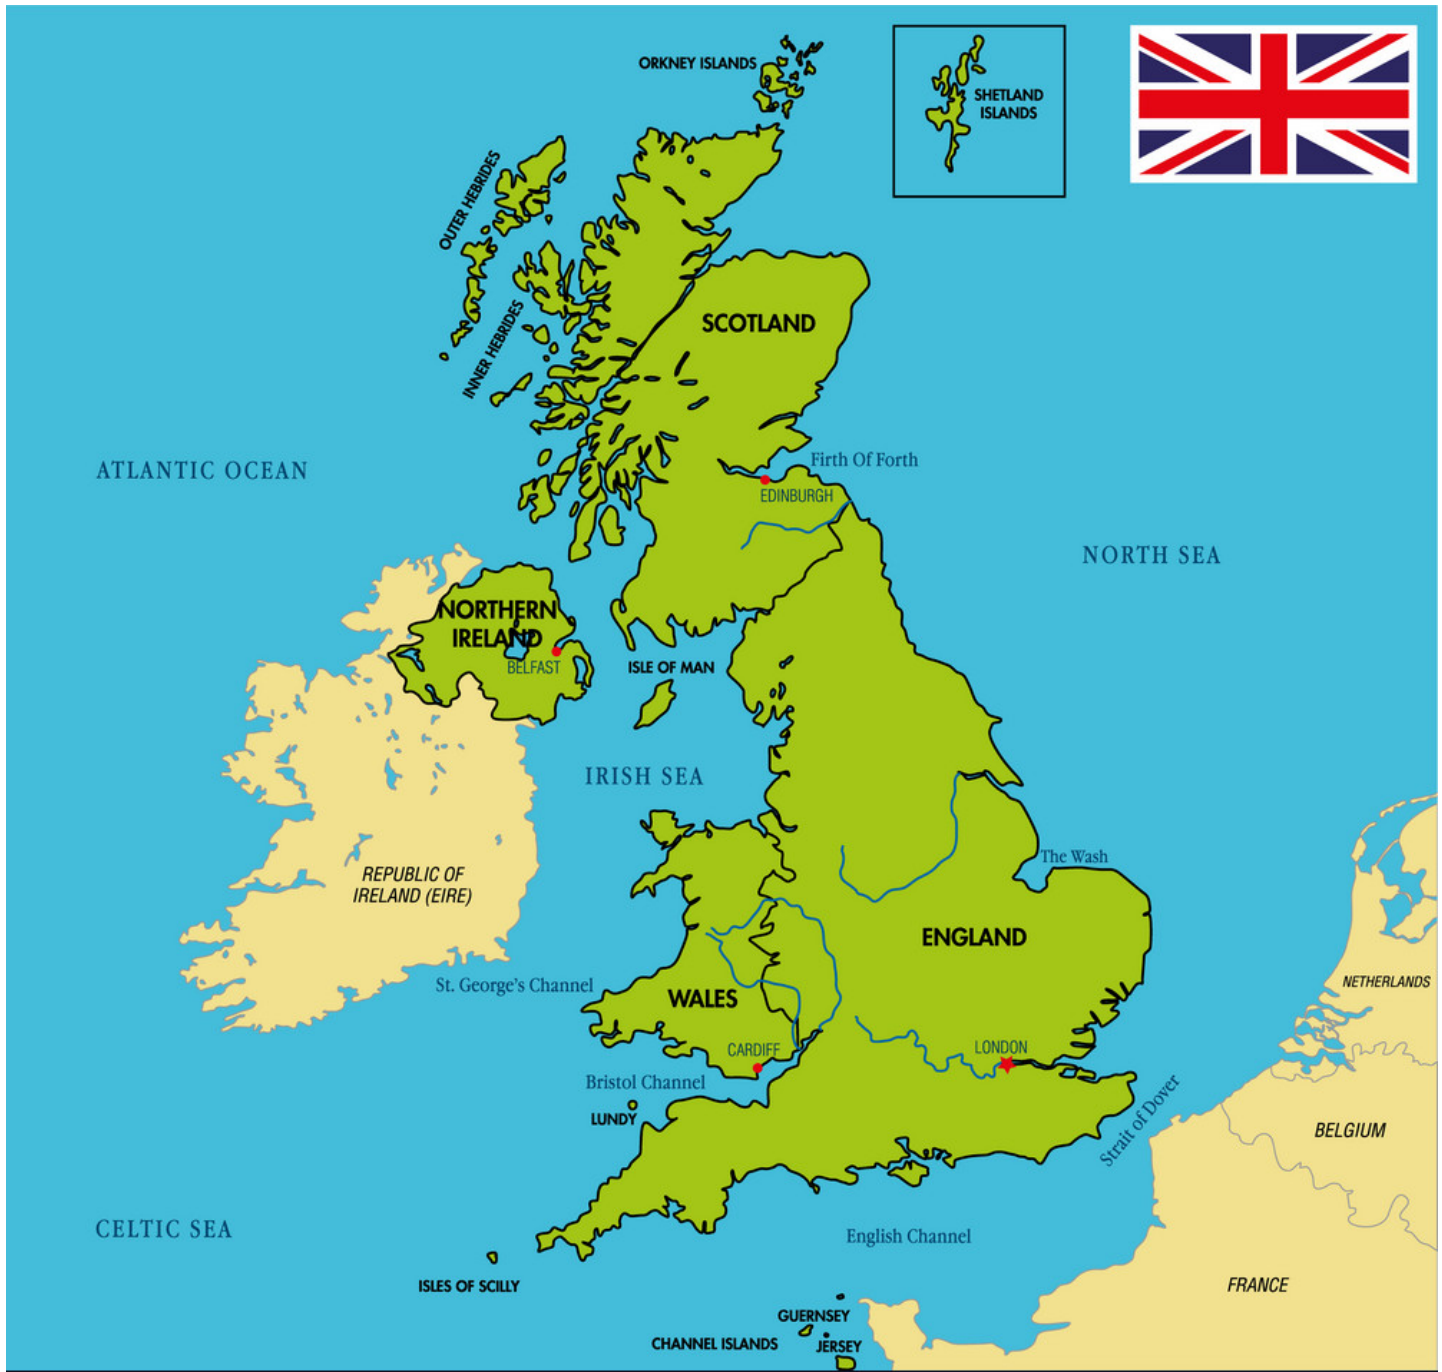 ORKNEY ISLANDS
SHETLAND
ISLANDS
OUTER HEBRIDES
INNER HEBRIDES
SCOTLAND
ATLANTIC OCEAN
Firth Of Forth
EDINBURGH
NORTH SEA
NORTHERN
IRELAND
BELFAST
ISLE OF MAN
IRISH SEA
The Wash
REPUBLIC OF
IRELAND (EIRE)
ENGLAND
St. George's Channel
WALES
NETHERLANDS
CARDIFF
LONDON
Bristol Channel
LUNDY
Strait of Dover
BELGIUM
CELTIC SEA
English Channel
ISLES OF SCILLY
FRANCE
GUERNSEY
CHANNEL ISLANDS
JERSEY